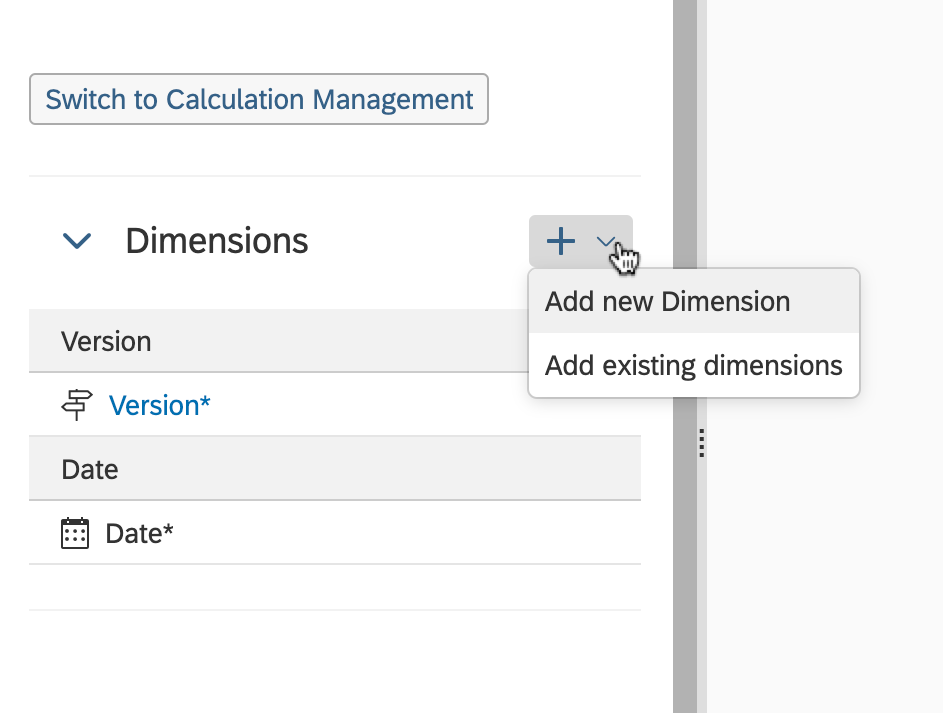 Switch to Calculation Management
Dimensions
Add new Dimension
Add existing dimensions
Version
Version*
Date
Date*